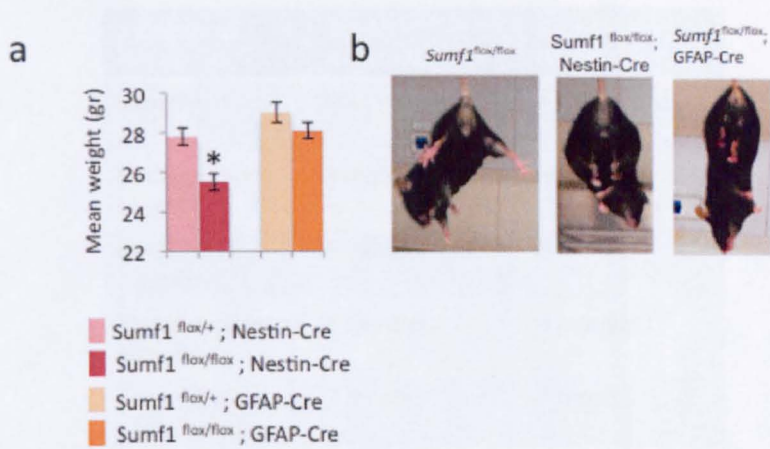 a
Mean weight (gr)
30
28
26
24
22
*
Sumf1 flox/+ ; Nestin-Cre
Sumf1 flox/flox ; Nestin-Cre
Sumf1 flox/+ ; GFAP-Cre
Sumf1 flox/flox ; GFAP-Cre
b
Sumf1flox/flox
Sumf1 flox/flox;
Nestin-Cre
Sumf1flox/flox;
GFAP-Cre